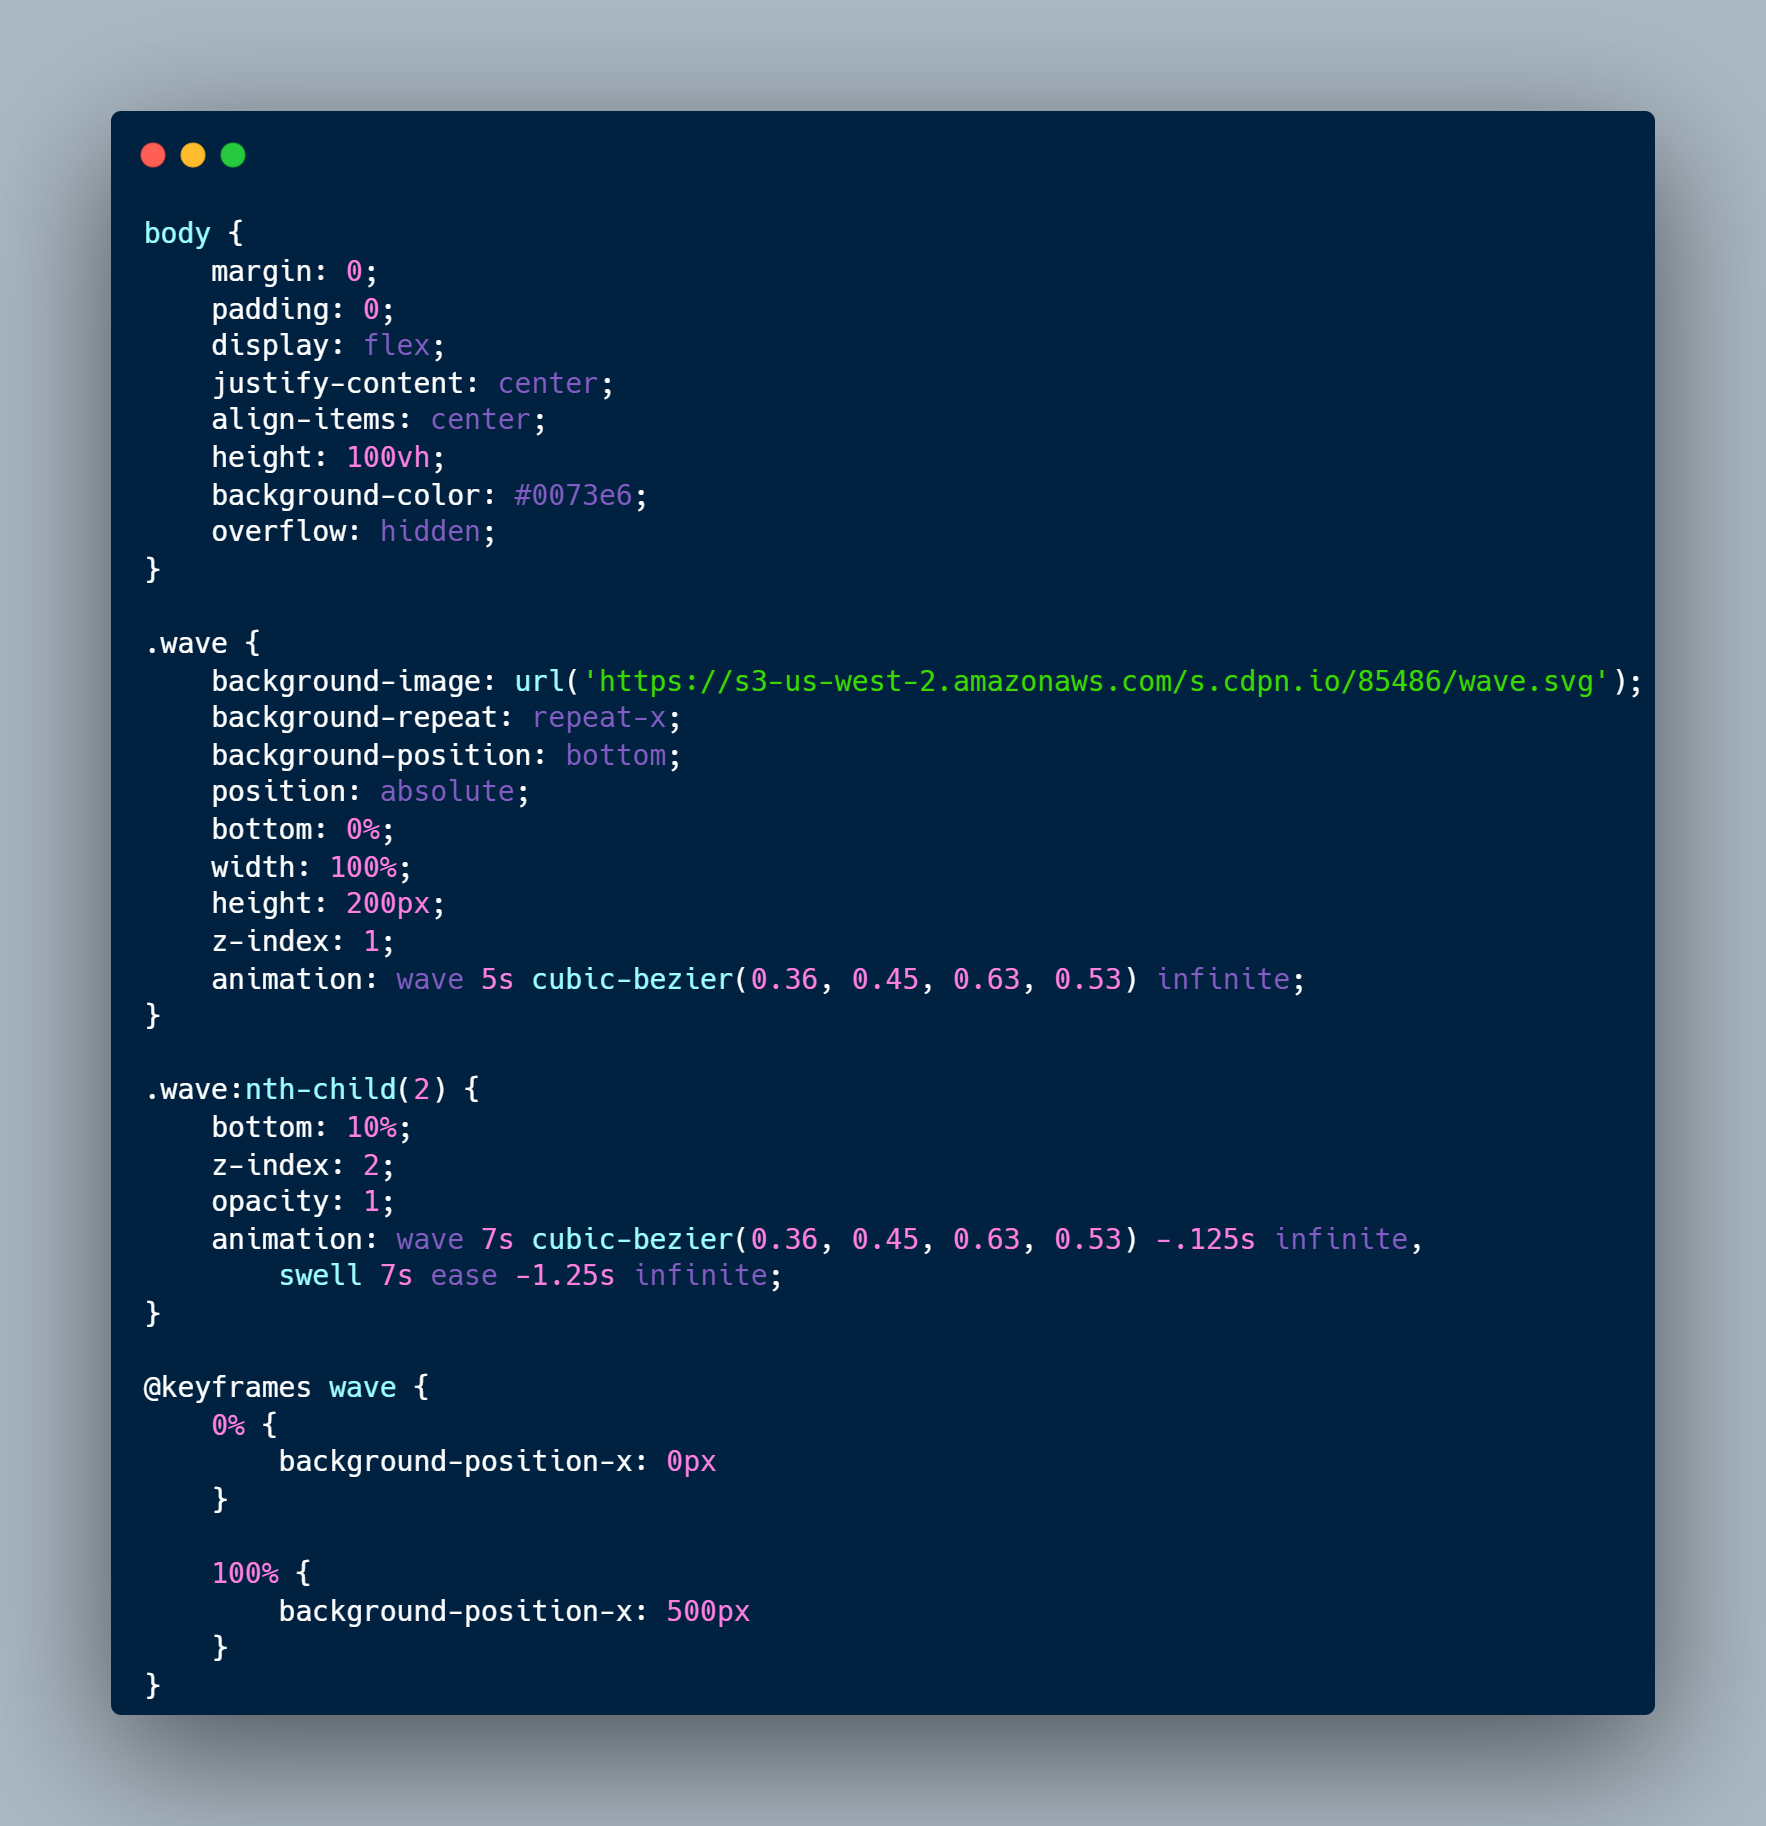 body {
    margin: 0;
    padding: 0;
    display: flex;
    justify-content: center;
    align-items: center;
    height: 100vh;
    background-color: #0073e6;
    overflow: hidden;
}

.wave {
    background-image: url('https://s3-us-west-2.amazonaws.com/s.cdpn.io/85486/wave.svg');
    background-repeat: repeat-x;
    background-position: bottom;
    position: absolute;
    bottom: 0%;
    width: 100%;
    height: 200px;
    z-index: 1;
    animation: wave 5s cubic-bezier(0.36, 0.45, 0.63, 0.53) infinite;
}

.wave:nth-child(2) {
    bottom: 10%;
    z-index: 2;
    opacity: 1;
    animation: wave 7s cubic-bezier(0.36, 0.45, 0.63, 0.53) -.125s infinite,
        swell 7s ease -1.25s infinite;
}

@keyframes wave {
    0% {
        background-position-x: 0px
    }

    100% {
        background-position-x: 500px
    }
}